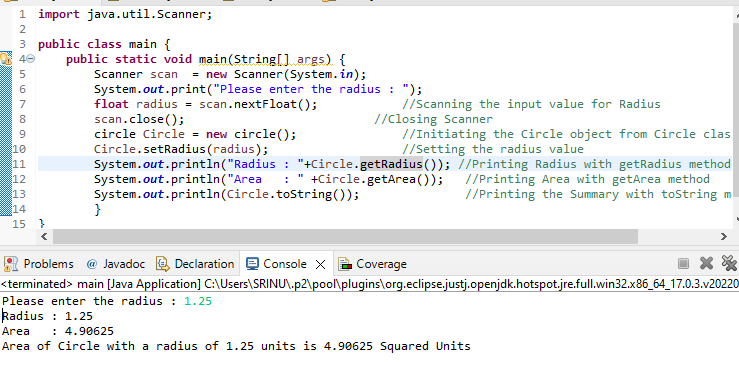 1 import java.util.Scanner;
2
3 public class main {
4 public static void main(String[] args) {
5 Scanner scan  = new Scanner(System.in);
6 System.out.print("Please enter the radius : ");
7 float radius = scan.nextFloat(); //Scanning the input value for Radius
8 scan.close(); //Closing Scanner
9 circle Circle = new circle(); //Initiating the Circle object from Circle clas
10 Circle.setRadius(radius); //Setting the radius value
11 System.out.println("Radius : "+Circle.getRadius()); //Printing Radius with getRadius method
12 System.out.println("Area   : " +Circle.getArea()); //Printing Area with getArea method
13 System.out.println(Circle.toString()); //Printing the Summary with toString m
14 }
15 }
Problems @ Javadoc Declaration Console Coverage
<terminated> main [Java Application] C:\Users\SRINU\.p2\pool\plugins\org.eclipse.justj.openjdk.hotspot.jre.full.win32.x86_64_17.0.3.v20220
Please enter the radius : 1.25
Radius : 1.25
Area   : 4.90625
Area of Circle with a radius of 1.25 units is 4.90625 Squared Units